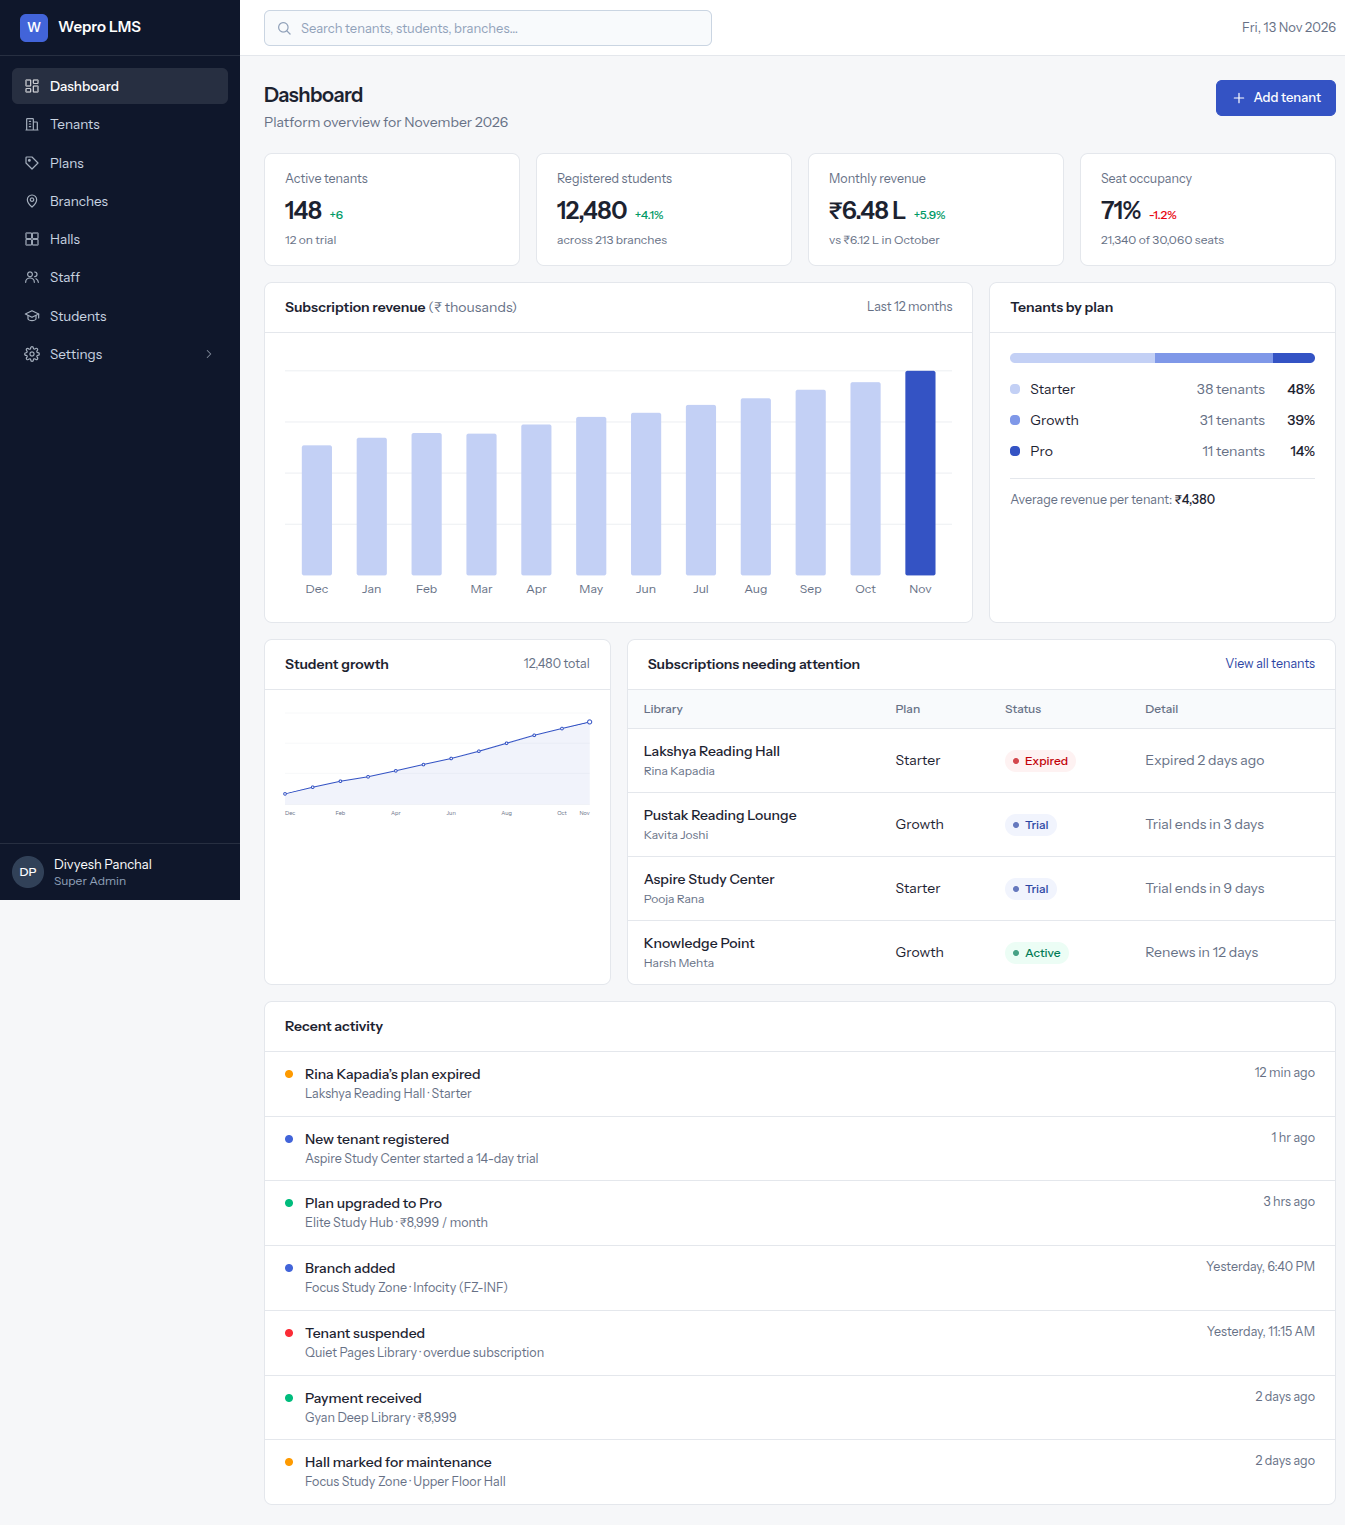 W Wepro LMS
Search tenants, students, branches...
Fri, 13 Nov 2026
Dashboard
Tenants
Plans
Branches
Halls
Staff
Students
Settings
DP
Divyesh Panchal
Super Admin
Dashboard
Platform overview for November 2026
Add tenant
Active tenants
148 +6
12 on trial
Registered students
12,480 +4.1%
across 213 branches
Monthly revenue
₹6.48 L +5.9%
vs ₹6.12 L in October
Seat occupancy
71% -1.2%
21,340 of 30,060 seats
Subscription revenue (₹ thousands)
Last 12 months
Dec Jan Feb Mar Apr May Jun Jul Aug Sep Oct Nov
Tenants by plan
Starter 38 tenants 48%
Growth 31 tenants 39%
Pro 11 tenants 14%
Average revenue per tenant: ₹4,380
Student growth
12,480 total
Dec Feb Apr Jun Aug Oct Nov
Subscriptions needing attention
View all tenants
Library Plan Status Detail
Lakshya Reading Hall
Rina Kapadia
Starter Expired Expired 2 days ago
Pustak Reading Lounge
Kavita Joshi
Growth Trial Trial ends in 3 days
Aspire Study Center
Pooja Rana
Starter Trial Trial ends in 9 days
Knowledge Point
Harsh Mehta
Growth Active Renews in 12 days
Recent activity
Rina Kapadia's plan expired
Lakshya Reading Hall · Starter
12 min ago
New tenant registered
Aspire Study Center started a 14-day trial
1 hr ago
Plan upgraded to Pro
Elite Study Hub · ₹8,999 / month
3 hrs ago
Branch added
Focus Study Zone · Infocity (FZ-INF)
Yesterday, 6:40 PM
Tenant suspended
Quiet Pages Library · overdue subscription
Yesterday, 11:15 AM
Payment received
Gyan Deep Library · ₹8,999
2 days ago
Hall marked for maintenance
Focus Study Zone · Upper Floor Hall
2 days ago